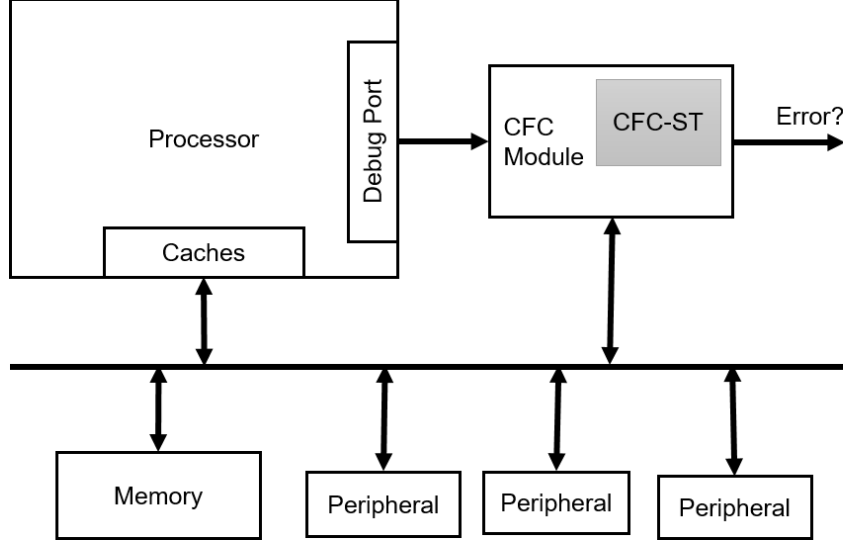 Processor
Debug Port
Caches
CFC
Module
CFC-ST
Error?
Memory
Peripheral
Peripheral
Peripheral